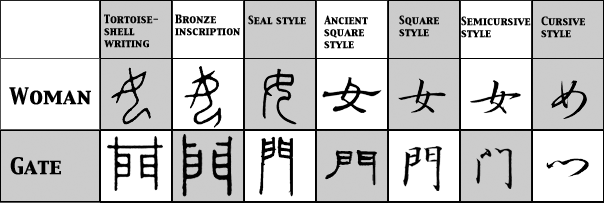 Tortoise-
shell
writing
Bronze
inscription
Seal style
Ancient
square
style
Square
style
Semicursive
style
Cursive
style
Woman 女 女 女
Gate 門 門 门